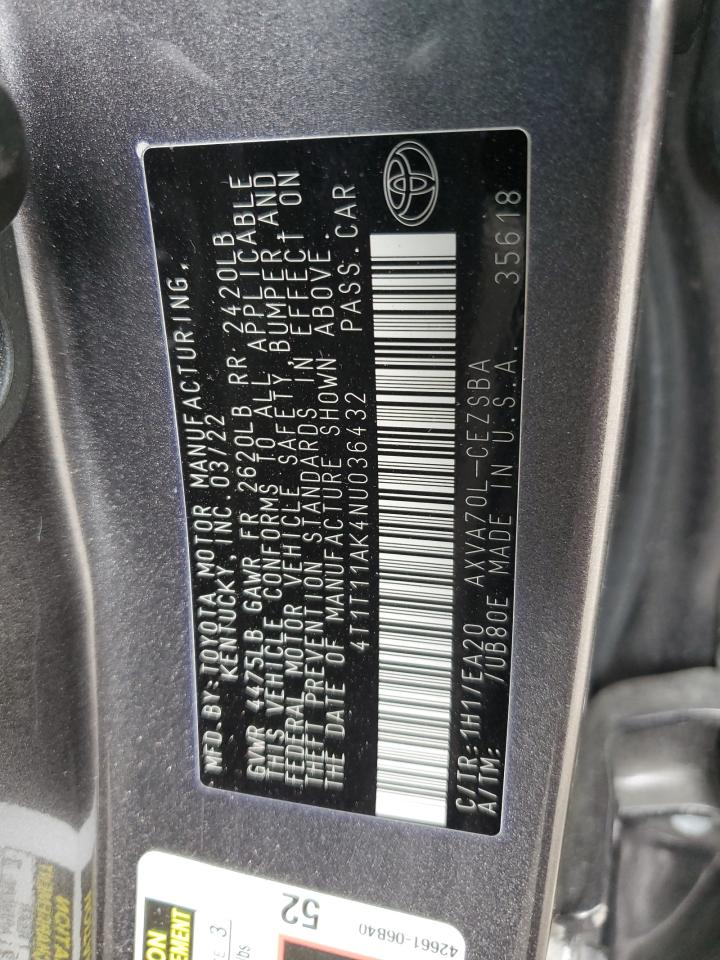 MFD. BY: TOYOTA MOTOR MANUFACTURING,
KENTUCKY, INC. 03/22
GVWR 4475LB GAWR FR 2620LB RR 2420LB
THIS VEHICLE CONFORMS TO ALL APPLICABLE
FEDERAL MOTOR VEHICLE SAFETY, BUMPER AND
THEFT PREVENTION STANDARDS IN EFFECT ON
THE DATE OF MANUFACTURE SHOWN ABOVE.
4T1T11AK4NU036432 PASS.CAR
C/TR:1H1/EA20 AXVA70L-CEZSBA
A/TM: 7UB80E MADE IN U.S.A. 35618
52
42661-06B40
3